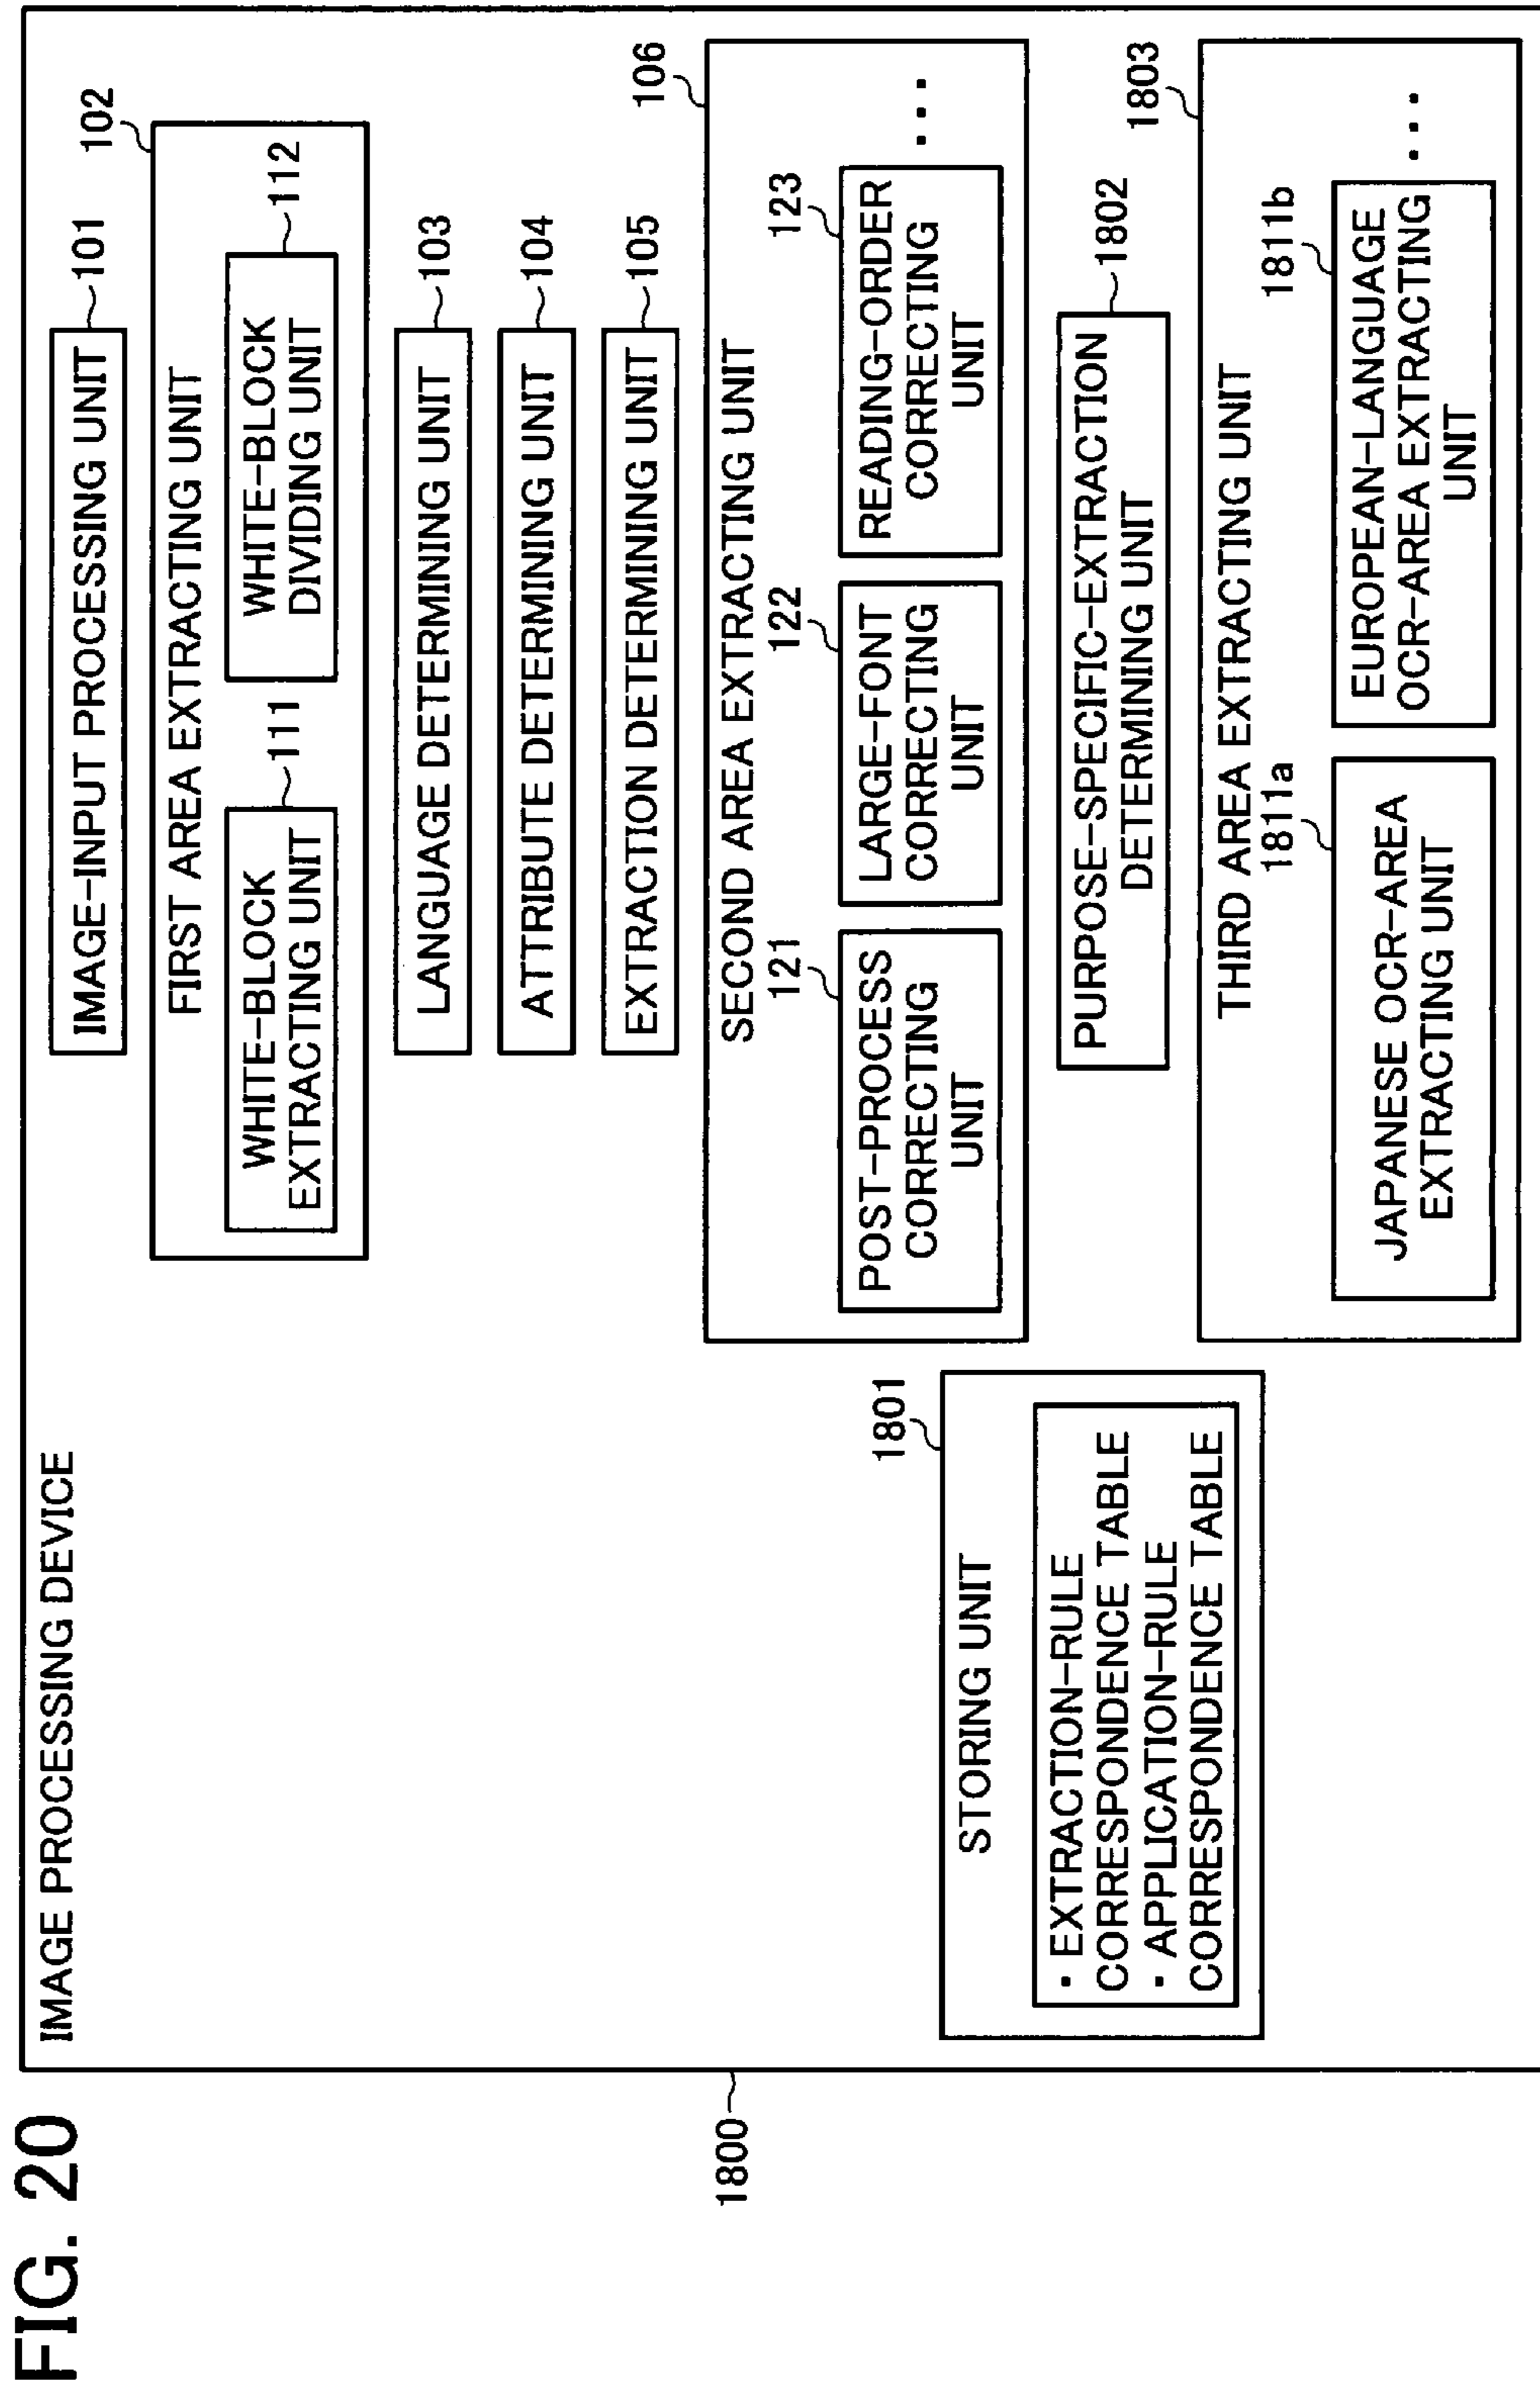 FIG. 20
1800
IMAGE PROCESSING DEVICE
IMAGE-INPUT PROCESSING UNIT
101
102
FIRST AREA EXTRACTING UNIT
111
WHITE-BLOCK
EXTRACTING UNIT
112
WHITE-BLOCK
DIVIDING UNIT
LANGUAGE DETERMINING UNIT
103
ATTRIBUTE DETERMINING UNIT
104
EXTRACTION DETERMINING UNIT
105
106
SECOND AREA EXTRACTING UNIT
121
POST-PROCESS
CORRECTING
UNIT
122
LARGE-FONT
CORRECTING
UNIT
123
READING-ORDER
CORRECTING
UNIT
...
1801
STORING UNIT
・EXTRACTION-RULE
CORRESPONDENCE TABLE
・APPLICATION-RULE
CORRESPONDENCE TABLE
PURPOSE-SPECIFIC-EXTRACTION
DETERMINING UNIT
1802
1803
THIRD AREA EXTRACTING UNIT
1811a
JAPANESE OCR-AREA
EXTRACTING UNIT
1811b
EUROPEAN-LANGUAGE
OCR-AREA EXTRACTING
UNIT
...